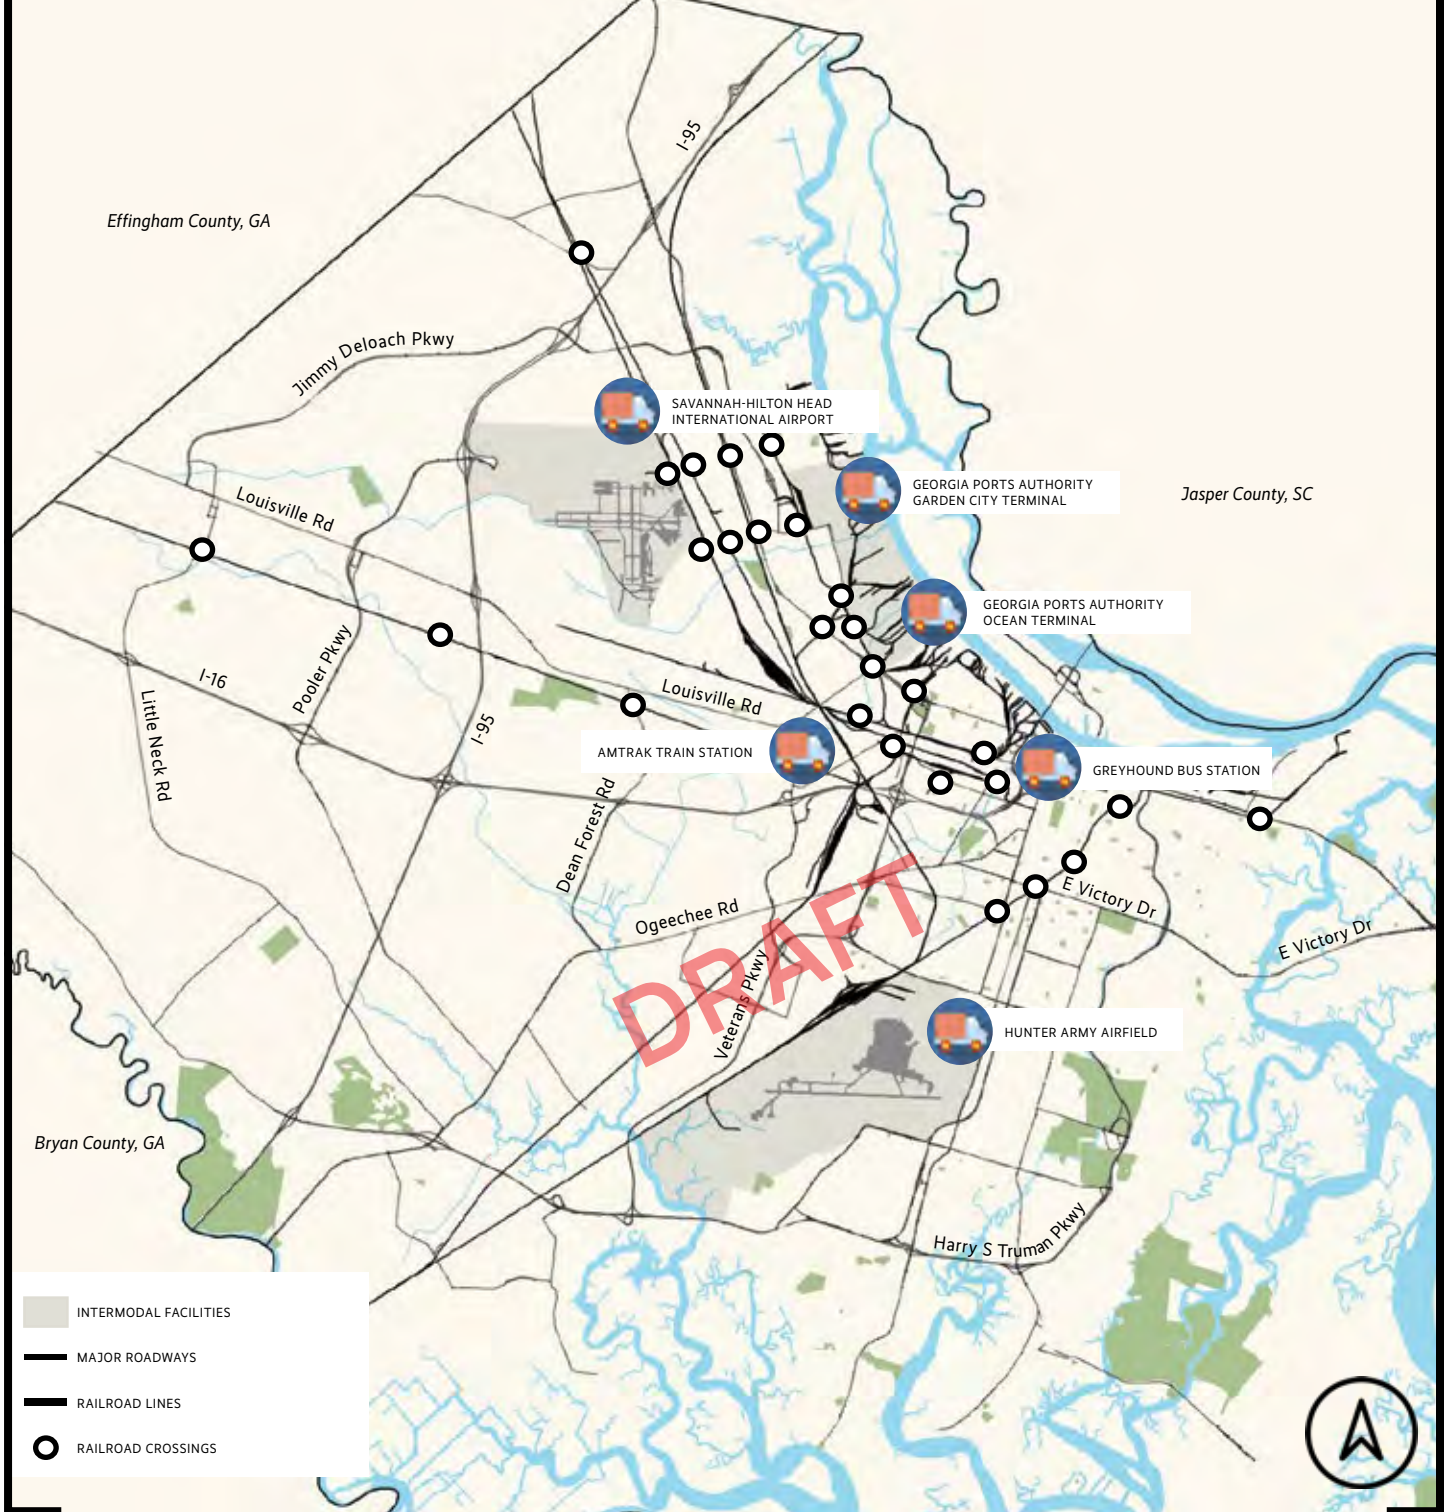 I-95
Effingham County, GA
Jimmy Deloach Pkwy
SAVANNAH-HILTON HEAD
INTERNATIONAL AIRPORT
GEORGIA PORTS AUTHORITY
GARDEN CITY TERMINAL
Jasper County, SC
Louisville Rd
GEORGIA PORTS AUTHORITY
OCEAN TERMINAL
Pooler Pkwy
I-16
Little Neck Rd
Louisville Rd
I-95
AMTRAK TRAIN STATION
GREYHOUND BUS STATION
Dean Forest Rd
E Victory Dr
Ogeechee Rd
E Victory Dr
DRAFT
Veterans Pkwy
HUNTER ARMY AIRFIELD
Bryan County, GA
Harry S Truman Pkwy
INTERMODAL FACILITIES
MAJOR ROADWAYS
RAILROAD LINES
RAILROAD CROSSINGS